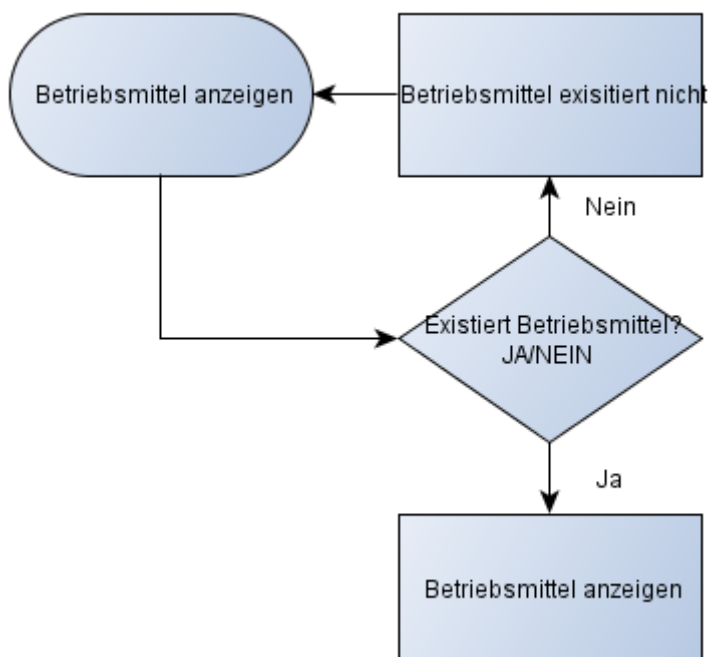 Betriebsmittel anzeigen
Betriebsmittel exisitiert nicht
Nein
Existiert Betriebsmittel?
JA/NEIN
Ja
Betriebsmittel anzeigen